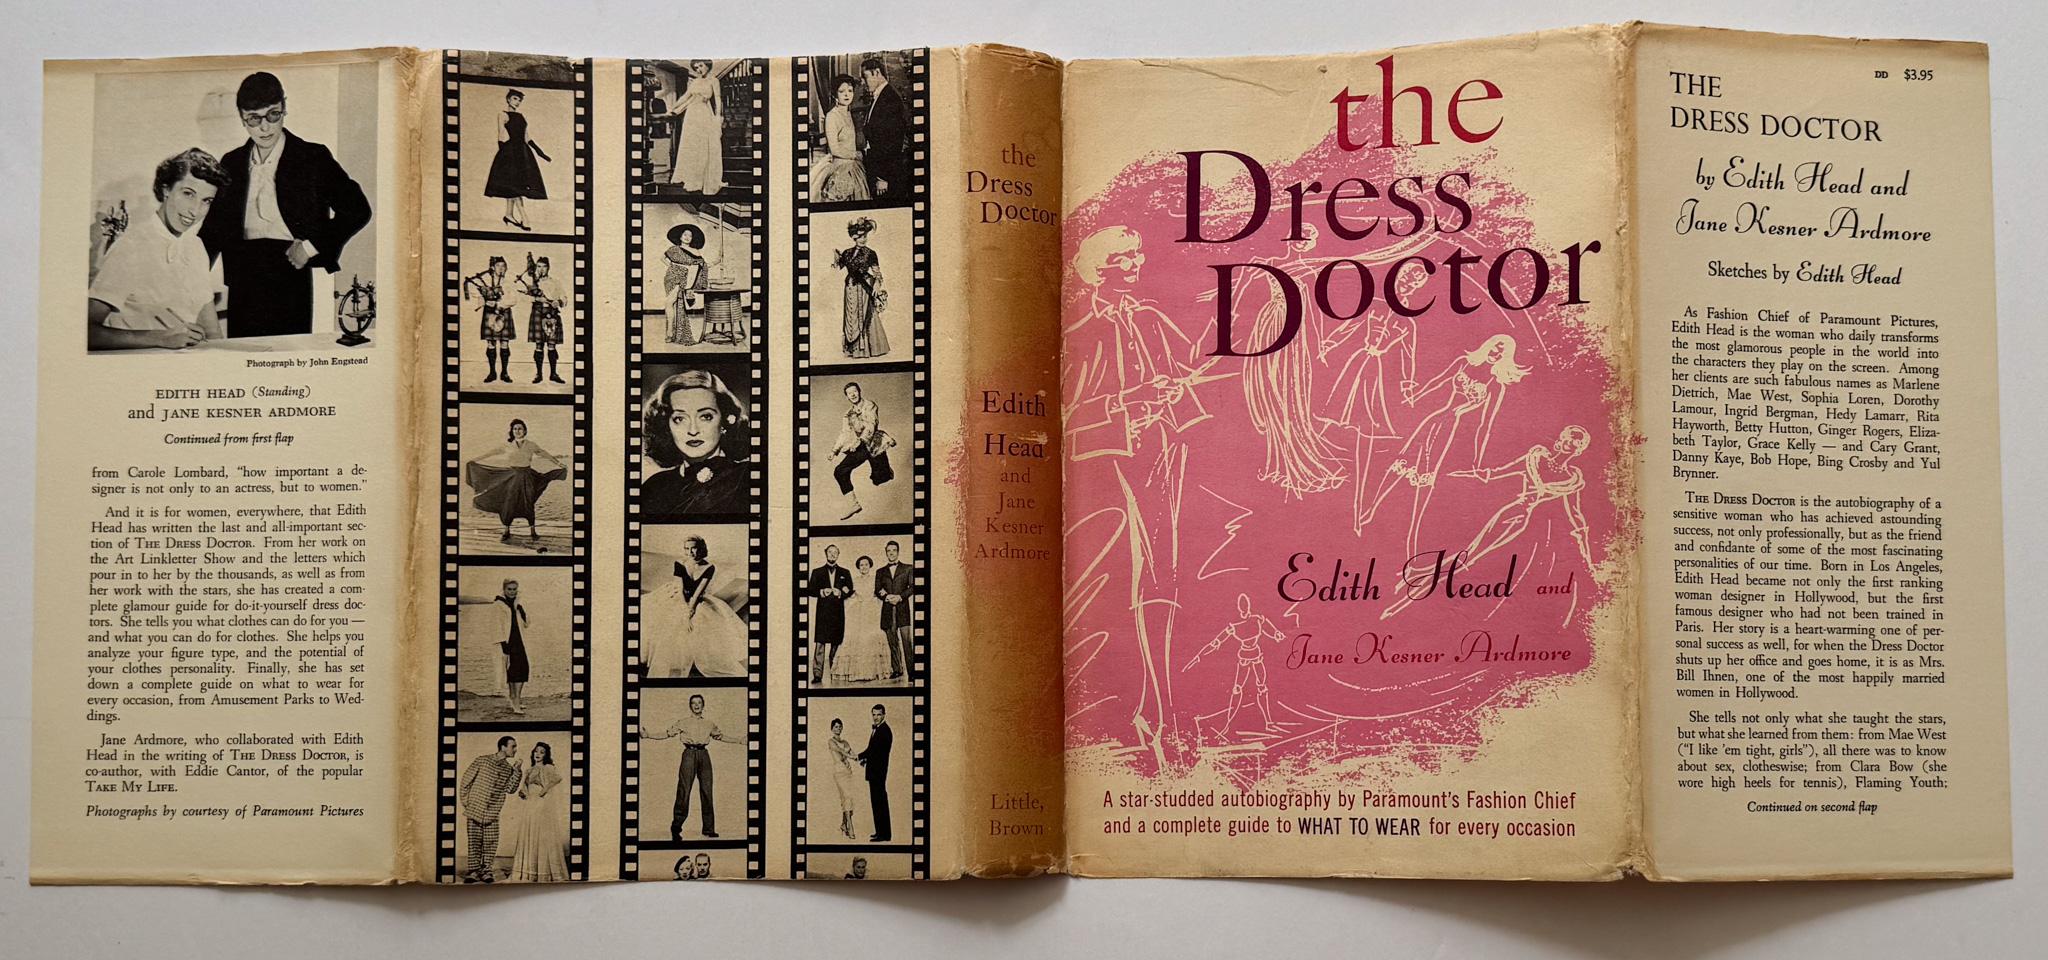 Photograph by John Engstead
EDITH HEAD (Standing)
and JANE KESNER ARDMORE
Continued from first flap
from Carole Lombard, “how important a de-
signer is not only to an actress, but to women.”
And it is for women, everywhere, that Edith
Head has written the last and all-important sec-
tion of THE DRESS DOCTOR. From her work on
the Art Linkletter Show and the letters which
pour in to her by the thousands, as well as from
her work with the stars, she has created a com-
plete glamour guide for do-it-yourself dress doc-
tors. She tells you what clothes can do for you —
and what you can do for clothes. She helps you
analyze your figure type, and the potential of
your clothes personality. Finally, she has set
down a complete guide on what to wear for
every occasion, from Amusement Parks to Wed-
dings.
Jane Ardmore, who collaborated with Edith
Head in the writing of THE DRESS DOCTOR, is
co-author, with Eddie Cantor, of the popular
TAKE MY LIFE.
Photographs by courtesy of Paramount Pictures
the
Dress
Doctor
Edith
Head
and
Jane
Kesner
Ardmore
Little,
Brown
the
Dress
Doctor
Edith Head and
Jane Kesner Ardmore
A star-studded autobiography by Paramount's Fashion Chief
and a complete guide to WHAT TO WEAR for every occasion
DD $3.95
THE
DRESS DOCTOR
by Edith Head and
Jane Kesner Ardmore
Sketches by Edith Head
As Fashion Chief of Paramount Pictures,
Edith Head is the woman who daily transforms
the most glamorous people in the world into
the characters they play on the screen. Among
her clients are such fabulous names as Marlene
Dietrich, Mae West, Sophia Loren, Dorothy
Lamour, Ingrid Bergman, Hedy Lamarr, Rita
Hayworth, Betty Hutton, Ginger Rogers, Eliza-
beth Taylor, Grace Kelly — and Cary Grant,
Danny Kaye, Bob Hope, Bing Crosby and Yul
Brynner.
THE DRESS DOCTOR is the autobiography of a
sensitive woman who has achieved astounding
success, not only professionally, but as the friend
and confidante of some of the most fascinating
personalities of our time. Born in Los Angeles,
Edith Head became not only the first ranking
woman designer in Hollywood, but the first
famous designer who had not been trained in
Paris. Her story is a heart-warming one of per-
sonal success as well, for when the Dress Doctor
shuts up her office and goes home, it is as Mrs.
Bill Ihnen, one of the most happily married
women in Hollywood.
She tells not only what she taught the stars,
but what she learned from them: from Mae West
(“I like 'em tight, girls”), all there was to know
about sex, clotheswise; from Clara Bow (she
wore high heels for tennis), Flaming Youth;
Continued on second flap